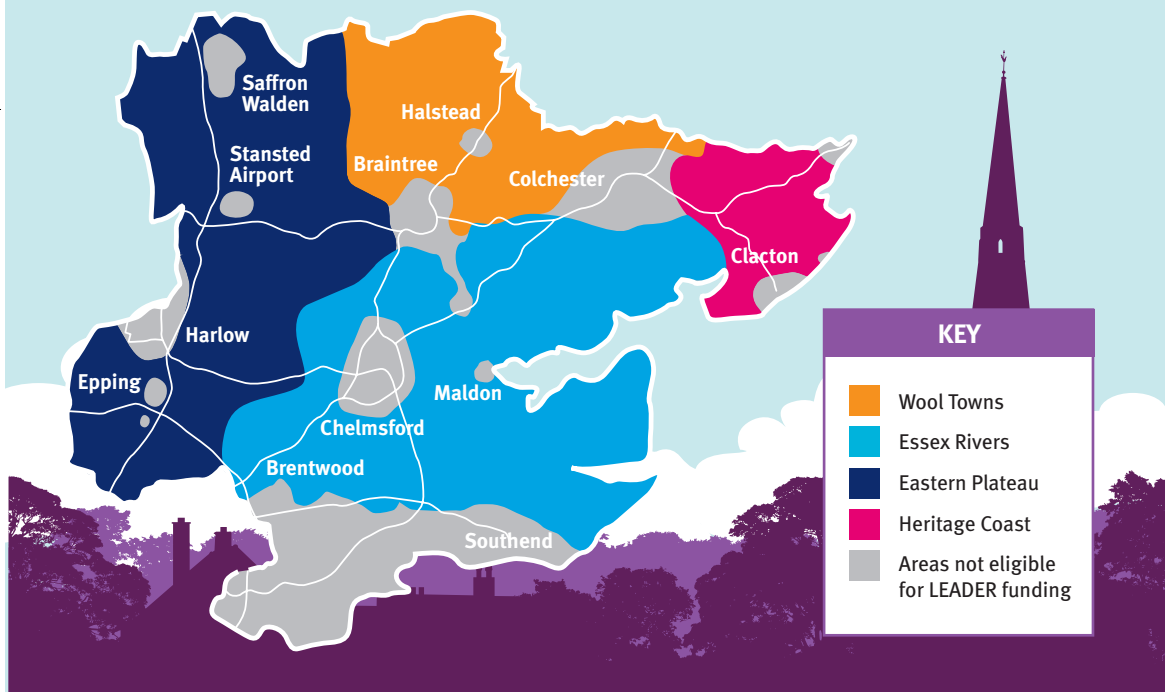 Saffron
Walden
Halstead
Stansted
Airport
Braintree
Colchester
Clacton
Harlow
Epping
Maldon
Chelmsford
Brentwood
Southend
KEY
Wool Towns
Essex Rivers
Eastern Plateau
Heritage Coast
Areas not eligible
for LEADER funding